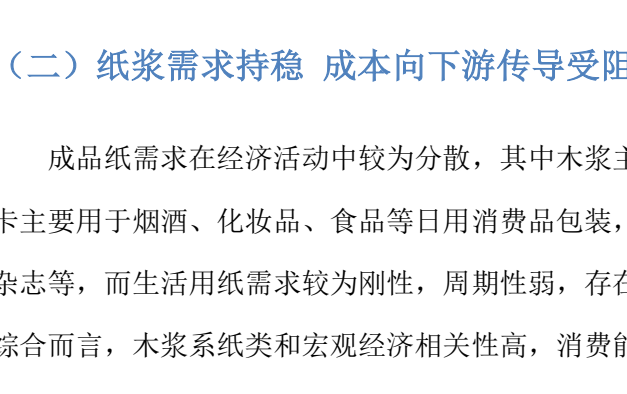 （二）纸浆需求持稳 成本向下游传导受阻
成品纸需求在经济活动中较为分散，其中木浆主
卡主要用于烟酒、化妆品、食品等日用消费品包装，
杂志等，而生活用纸需求较为刚性，周期性弱，存在
综合而言，木浆系纸类和宏观经济相关性高，消费能